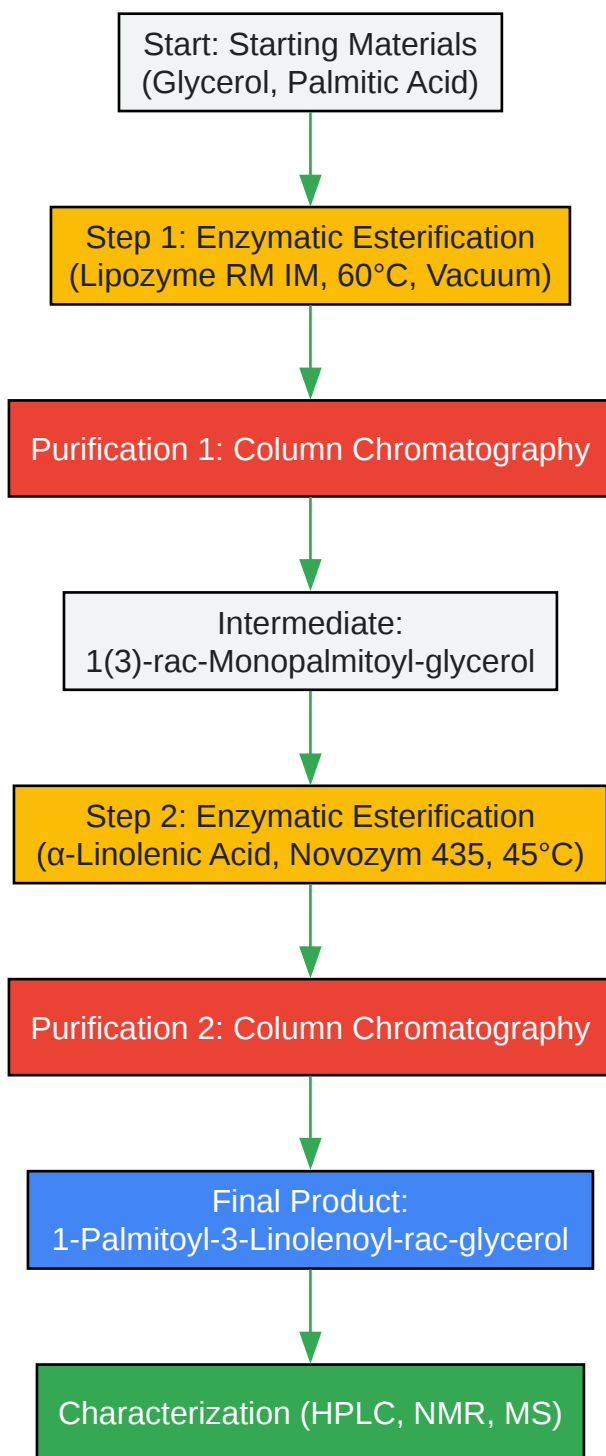 Start: Starting Materials
(Glycerol, Palmitic Acid)
Step 1: Enzymatic Esterification
(Lipozyme RM IM, 60°C, Vacuum)
Purification 1: Column Chromatography
Intermediate:
1(3)-rac-Monopalmitoyl-glycerol
Step 2: Enzymatic Esterification
(α-Linolenic Acid, Novozym 435, 45°C)
Purification 2: Column Chromatography
Final Product:
1-Palmitoyl-3-Linolenoyl-rac-glycerol
Characterization (HPLC, NMR, MS)